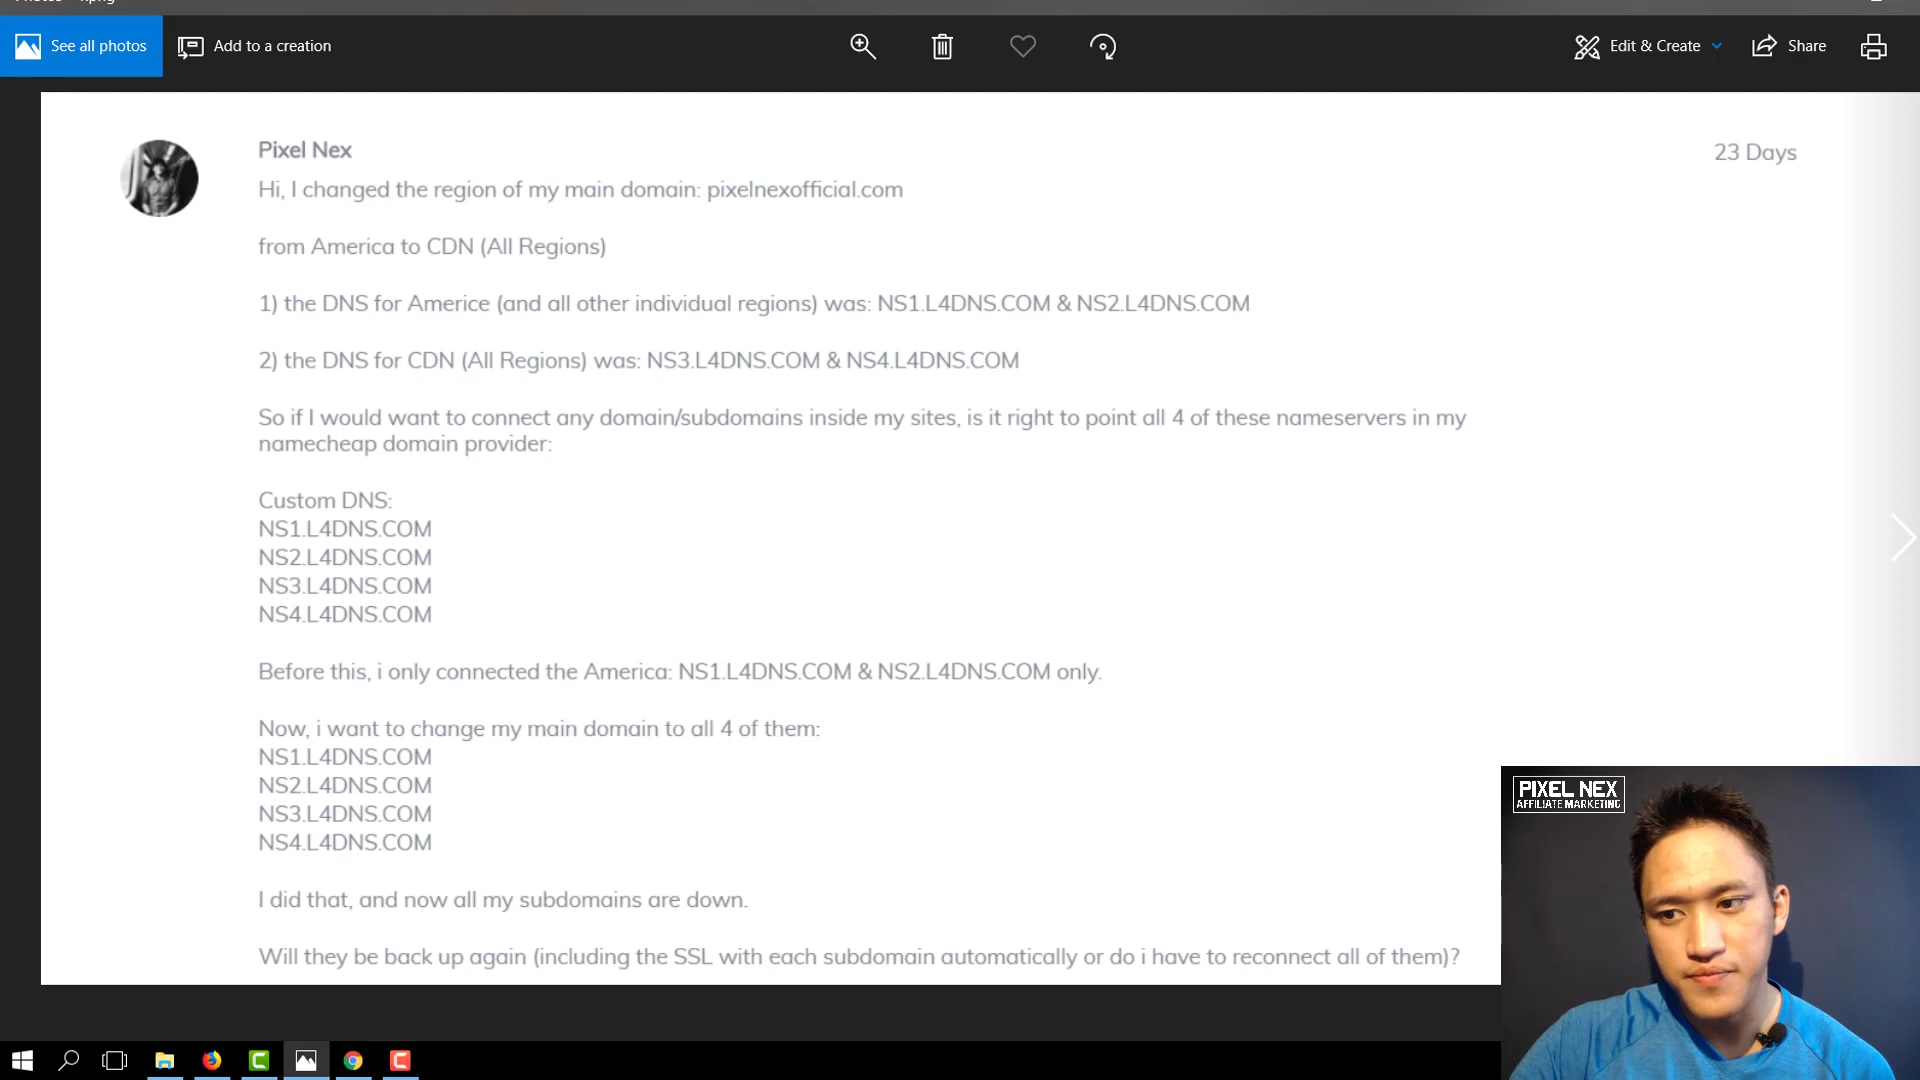 See all photos
Add to a creation
Edit & Create
Share
Pixel Nex
23 Days
Hi, I changed the region of my main domain: pixelnexofficial.com
from America to CDN (All Regions)
1) the DNS for Americe (and all other individual regions) was: NS1.L4DNS.COM & NS2.L4DNS.COM
2) the DNS for CDN (All Regions) was: NS3.L4DNS.COM & NS4.L4DNS.COM
So if I would want to connect any domain/subdomains inside my sites, is it right to point all 4 of these nameservers in my
namecheap domain provider:
Custom DNS:
NS1.L4DNS.COM
NS2.L4DNS.COM
NS3.L4DNS.COM
NS4.L4DNS.COM
Before this, i only connected the America: NS1.L4DNS.COM & NS2.L4DNS.COM only.
Now, i want to change my main domain to all 4 of them:
NS1.L4DNS.COM
NS2.L4DNS.COM
NS3.L4DNS.COM
NS4.L4DNS.COM
I did that, and now all my subdomains are down.
Will they be back up again (including the SSL with each subdomain automatically or do i have to reconnect all of them)?
PIXEL NEX
AFFILIATE MARKETING